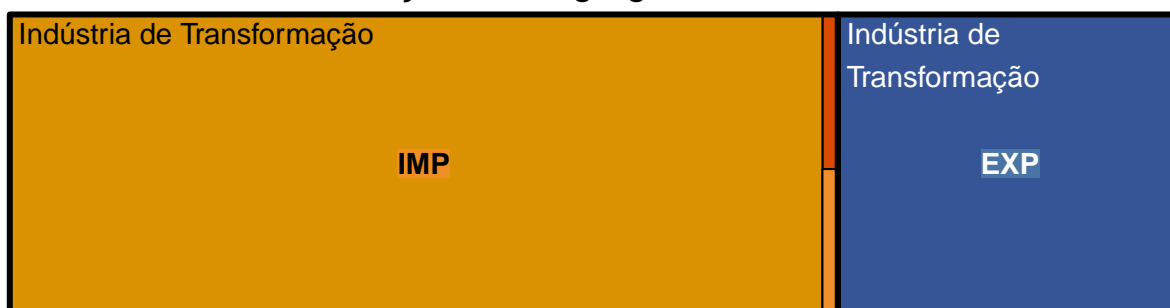 Indústria de Transformação
IMP
Indústria de
Transformação
EXP